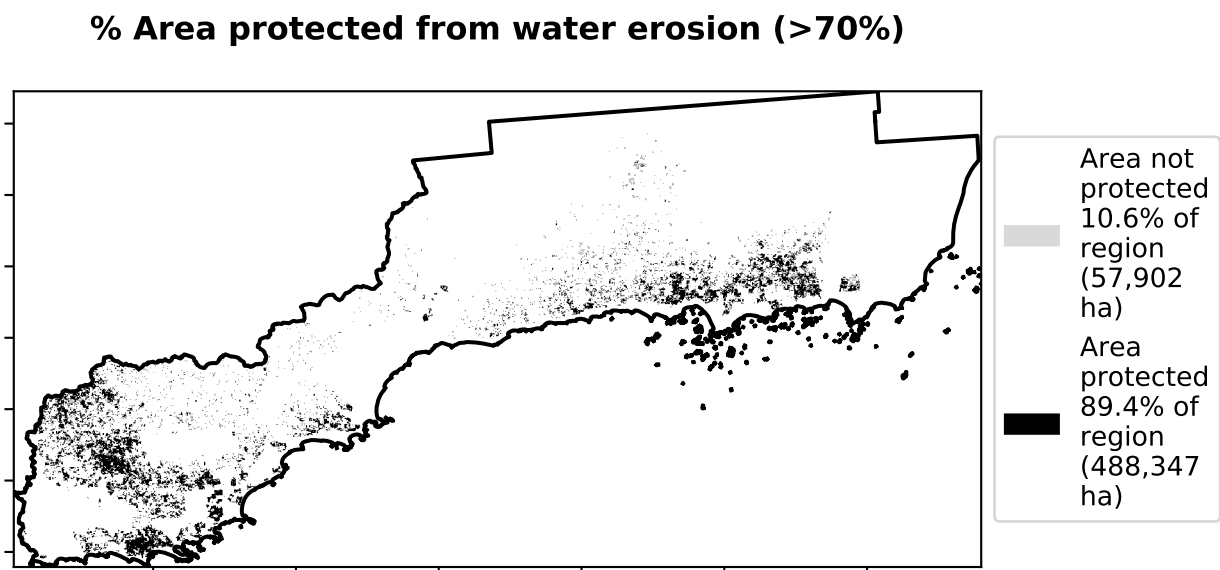 % Area protected from water erosion (>70%)
Area not
protected
10.6% of
region
(57,902
ha)
Area
protected
89.4% of
region
(488,347
ha)